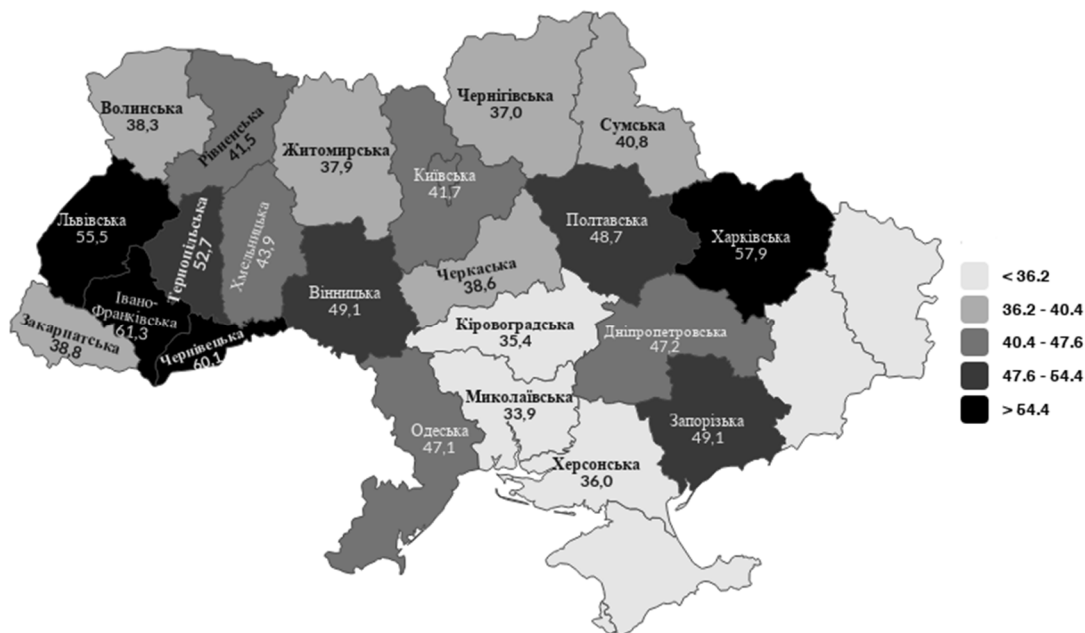 Волинська
38,3
Рівненська
41,5
Житомирська
37,9
Київська
41,7
Чернігівська
37,0
Сумська
40,8
Львівська
55,5
Тернопільська
52,7
Хмельницька
43,9
Вінницька
49,1
Черкаська
38,6
Полтавська
48,7
Харківська
57,9
Івано-
Франківська
61,3
Закарпатська
38,8
Чернівецька
60,1
Кіровоградська
35,4
Дніпропетровська
47,2
Миколаївська
33,9
Одеська
47,1
Запорізька
49,1
Херсонська
36,0
< 36.2
36.2 - 40.4
40.4 - 47.6
47.6 - 54.4
> 54.4